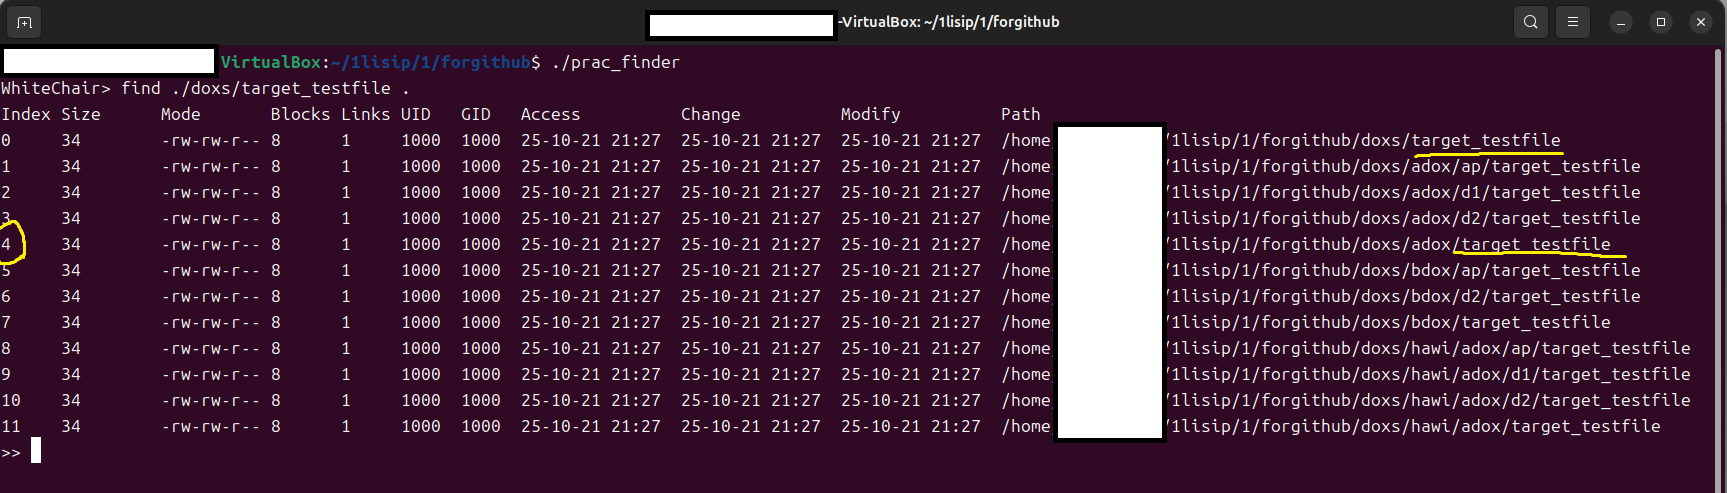 -VirtualBox: ~/1lisip/1/forgithub
VirtualBox:~/1lisip/1/forgithub$ ./prac_finder
WhiteChair> find ./doxs/target_testfile .
Index Size Mode Blocks Links UID GID Access Change Modify Path
0 34 -rw-rw-r-- 8 1 1000 1000 25-10-21 21:27 25-10-21 21:27 25-10-21 21:27 /home/ /1lisip/1/forgithub/doxs/target_testfile
1 34 -rw-rw-r-- 8 1 1000 1000 25-10-21 21:27 25-10-21 21:27 25-10-21 21:27 /home/ /1lisip/1/forgithub/doxs/adox/ap/target_testfile
2 34 -rw-rw-r-- 8 1 1000 1000 25-10-21 21:27 25-10-21 21:27 25-10-21 21:27 /home/ /1lisip/1/forgithub/doxs/adox/d1/target_testfile
3 34 -rw-rw-r-- 8 1 1000 1000 25-10-21 21:27 25-10-21 21:27 25-10-21 21:27 /home/ /1lisip/1/forgithub/doxs/adox/d2/target_testfile
4 34 -rw-rw-r-- 8 1 1000 1000 25-10-21 21:27 25-10-21 21:27 25-10-21 21:27 /home/ /1lisip/1/forgithub/doxs/adox/target_testfile
5 34 -rw-rw-r-- 8 1 1000 1000 25-10-21 21:27 25-10-21 21:27 25-10-21 21:27 /home/ /1lisip/1/forgithub/doxs/bdox/ap/target_testfile
6 34 -rw-rw-r-- 8 1 1000 1000 25-10-21 21:27 25-10-21 21:27 25-10-21 21:27 /home/ /1lisip/1/forgithub/doxs/bdox/d2/target_testfile
7 34 -rw-rw-r-- 8 1 1000 1000 25-10-21 21:27 25-10-21 21:27 25-10-21 21:27 /home/ /1lisip/1/forgithub/doxs/bdox/target_testfile
8 34 -rw-rw-r-- 8 1 1000 1000 25-10-21 21:27 25-10-21 21:27 25-10-21 21:27 /home/ /1lisip/1/forgithub/doxs/hawi/adox/ap/target_testfile
9 34 -rw-rw-r-- 8 1 1000 1000 25-10-21 21:27 25-10-21 21:27 25-10-21 21:27 /home/ /1lisip/1/forgithub/doxs/hawi/adox/d1/target_testfile
10 34 -rw-rw-r-- 8 1 1000 1000 25-10-21 21:27 25-10-21 21:27 25-10-21 21:27 /home/ /1lisip/1/forgithub/doxs/hawi/adox/d2/target_testfile
11 34 -rw-rw-r-- 8 1 1000 1000 25-10-21 21:27 25-10-21 21:27 25-10-21 21:27 /home/ /1lisip/1/forgithub/doxs/hawi/adox/target_testfile
>>